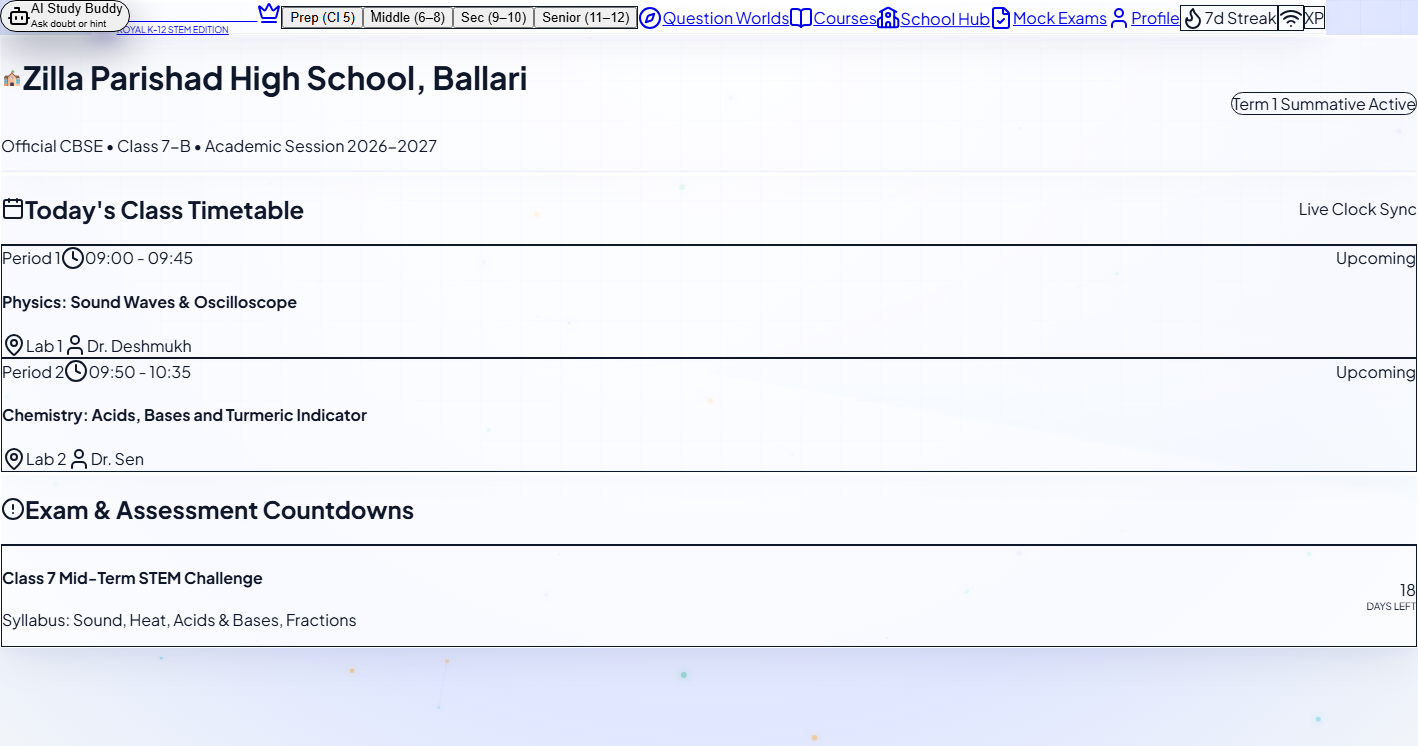 AI Study Buddy
Ask doubt or hint
ROYAL K-12 STEM EDITION
Prep (Cl 5) Middle (6–8) Sec (9–10) Senior (11–12) Question Worlds Courses School Hub Mock Exams Profile 7d Streak XP
Zilla Parishad High School, Ballari
Term 1 Summative Active
Official CBSE • Class 7-B • Academic Session 2026-2027
Today's Class Timetable
Live Clock Sync
Period 1 09:00 - 09:45 Upcoming
Physics: Sound Waves & Oscilloscope
Lab 1 Dr. Deshmukh
Period 2 09:50 - 10:35 Upcoming
Chemistry: Acids, Bases and Turmeric Indicator
Lab 2 Dr. Sen
Exam & Assessment Countdowns
Class 7 Mid-Term STEM Challenge
18
DAYS LEFT
Syllabus: Sound, Heat, Acids & Bases, Fractions